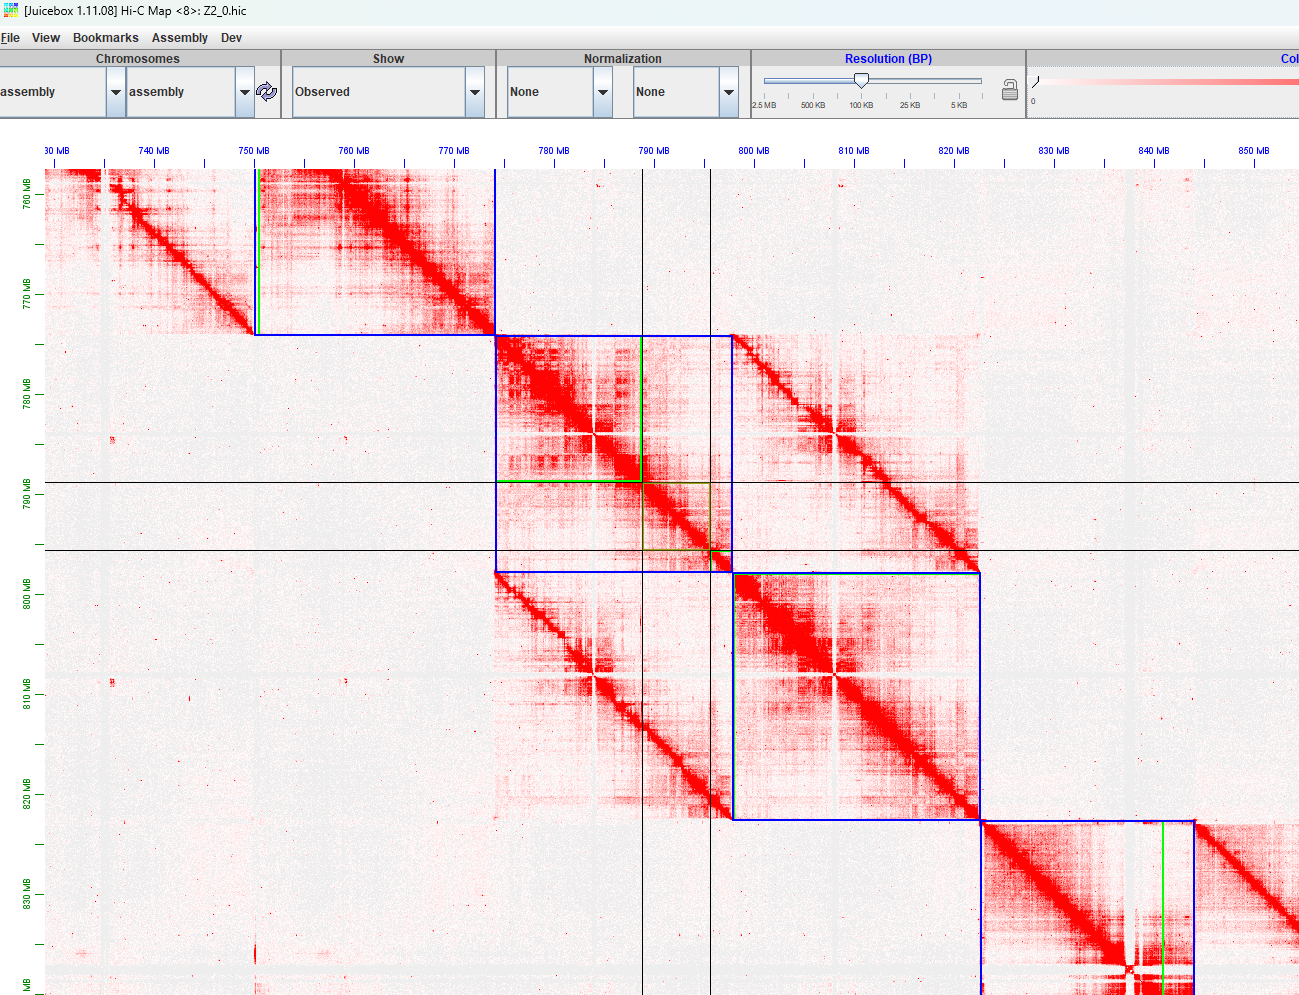 [Juicebox 1.11.08] Hi-C Map <8>: Z2_0.hic
File View Bookmarks Assembly Dev
Chromosomes Show Normalization Resolution (BP) Col
assembly assembly Observed None None
2.5 MB 500 KB 100 KB 25 KB 5 KB 0
30 MB 740 MB 750 MB 760 MB 770 MB 780 MB 790 MB 800 MB 810 MB 820 MB 830 MB 840 MB 850 MB
760 MB
770 MB
780 MB
790 MB
800 MB
810 MB
820 MB
830 MB
MB